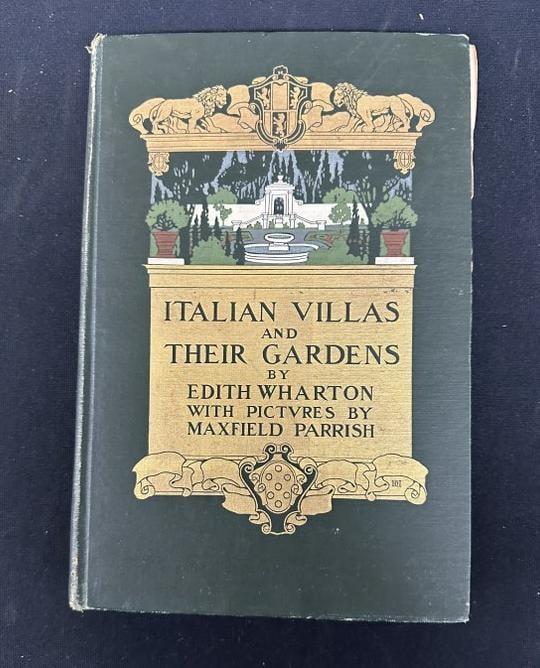 ITALIAN VILLAS
AND
THEIR GARDENS
BY
EDITH WHARTON
WITH PICTVRES BY
MAXFIELD PARRISH